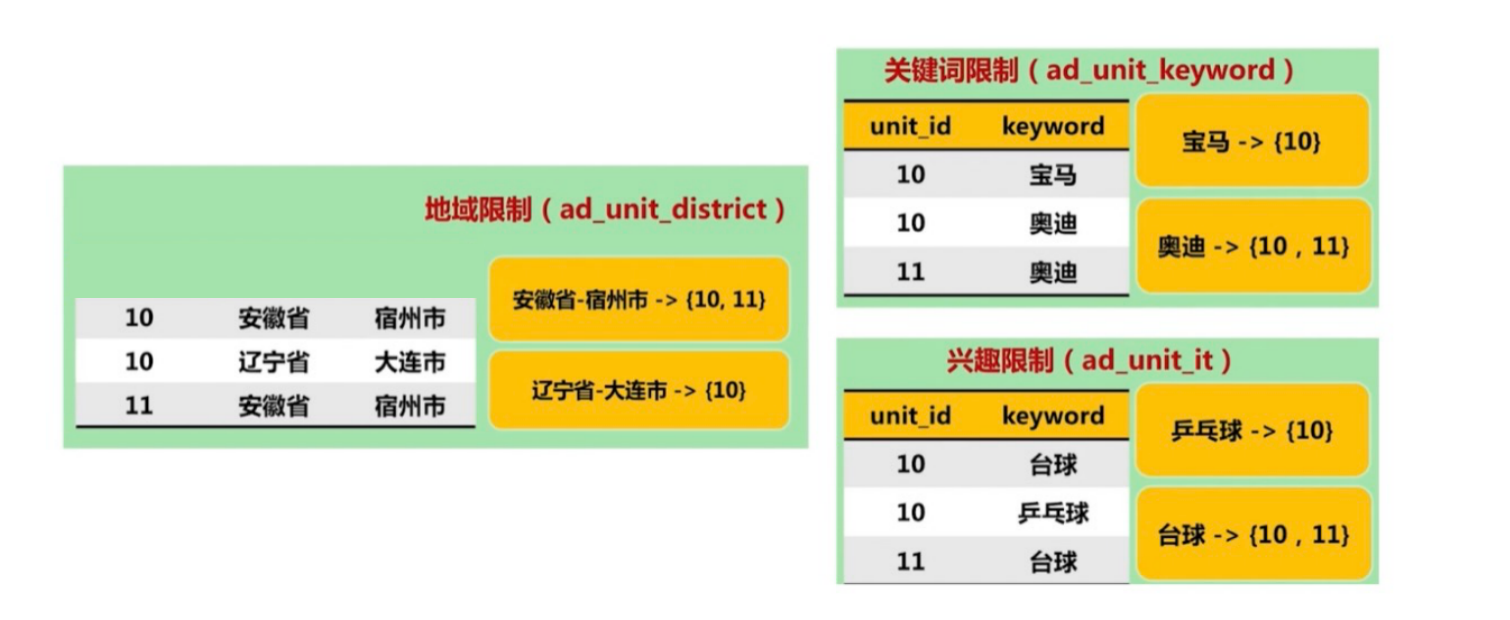 地域限制（ad_unit_district）
10 安徽省 宿州市
10 辽宁省 大连市
11 安徽省 宿州市
安徽省-宿州市 -> {10, 11}
辽宁省-大连市 -> {10}
关键词限制（ad_unit_keyword）
unit_id keyword
10 宝马
10 奥迪
11 奥迪
宝马 -> {10}
奥迪 -> {10 , 11}
兴趣限制（ad_unit_it）
unit_id keyword
10 台球
10 乒乓球
11 台球
乒乓球 -> {10}
台球 -> {10 , 11}